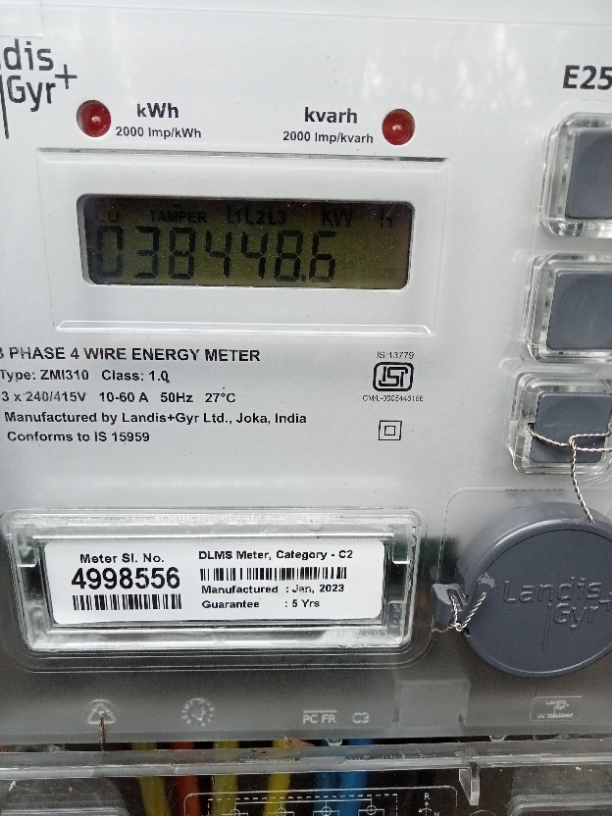 Gyr+
E25
kWh
2000 Imp/kWh
kvarh
2000 Imp/kvarh
TAMPER L1L2L3 KW h
038448.6
3 PHASE 4 WIRE ENERGY METER
Type: ZMI310 Class: 1.0
3 x 240/415V 10-60 A 50Hz 27°C
Manufactured by Landis+Gyr Ltd., Joka, India
Conforms to IS 15959
IS:13779
ISI
Meter Sl. No.
4998556
DLMS Meter, Category - C2
Manufactured : Jan, 2023
Guarantee : 5 Yrs
Landis
Gyr
PC FR C3